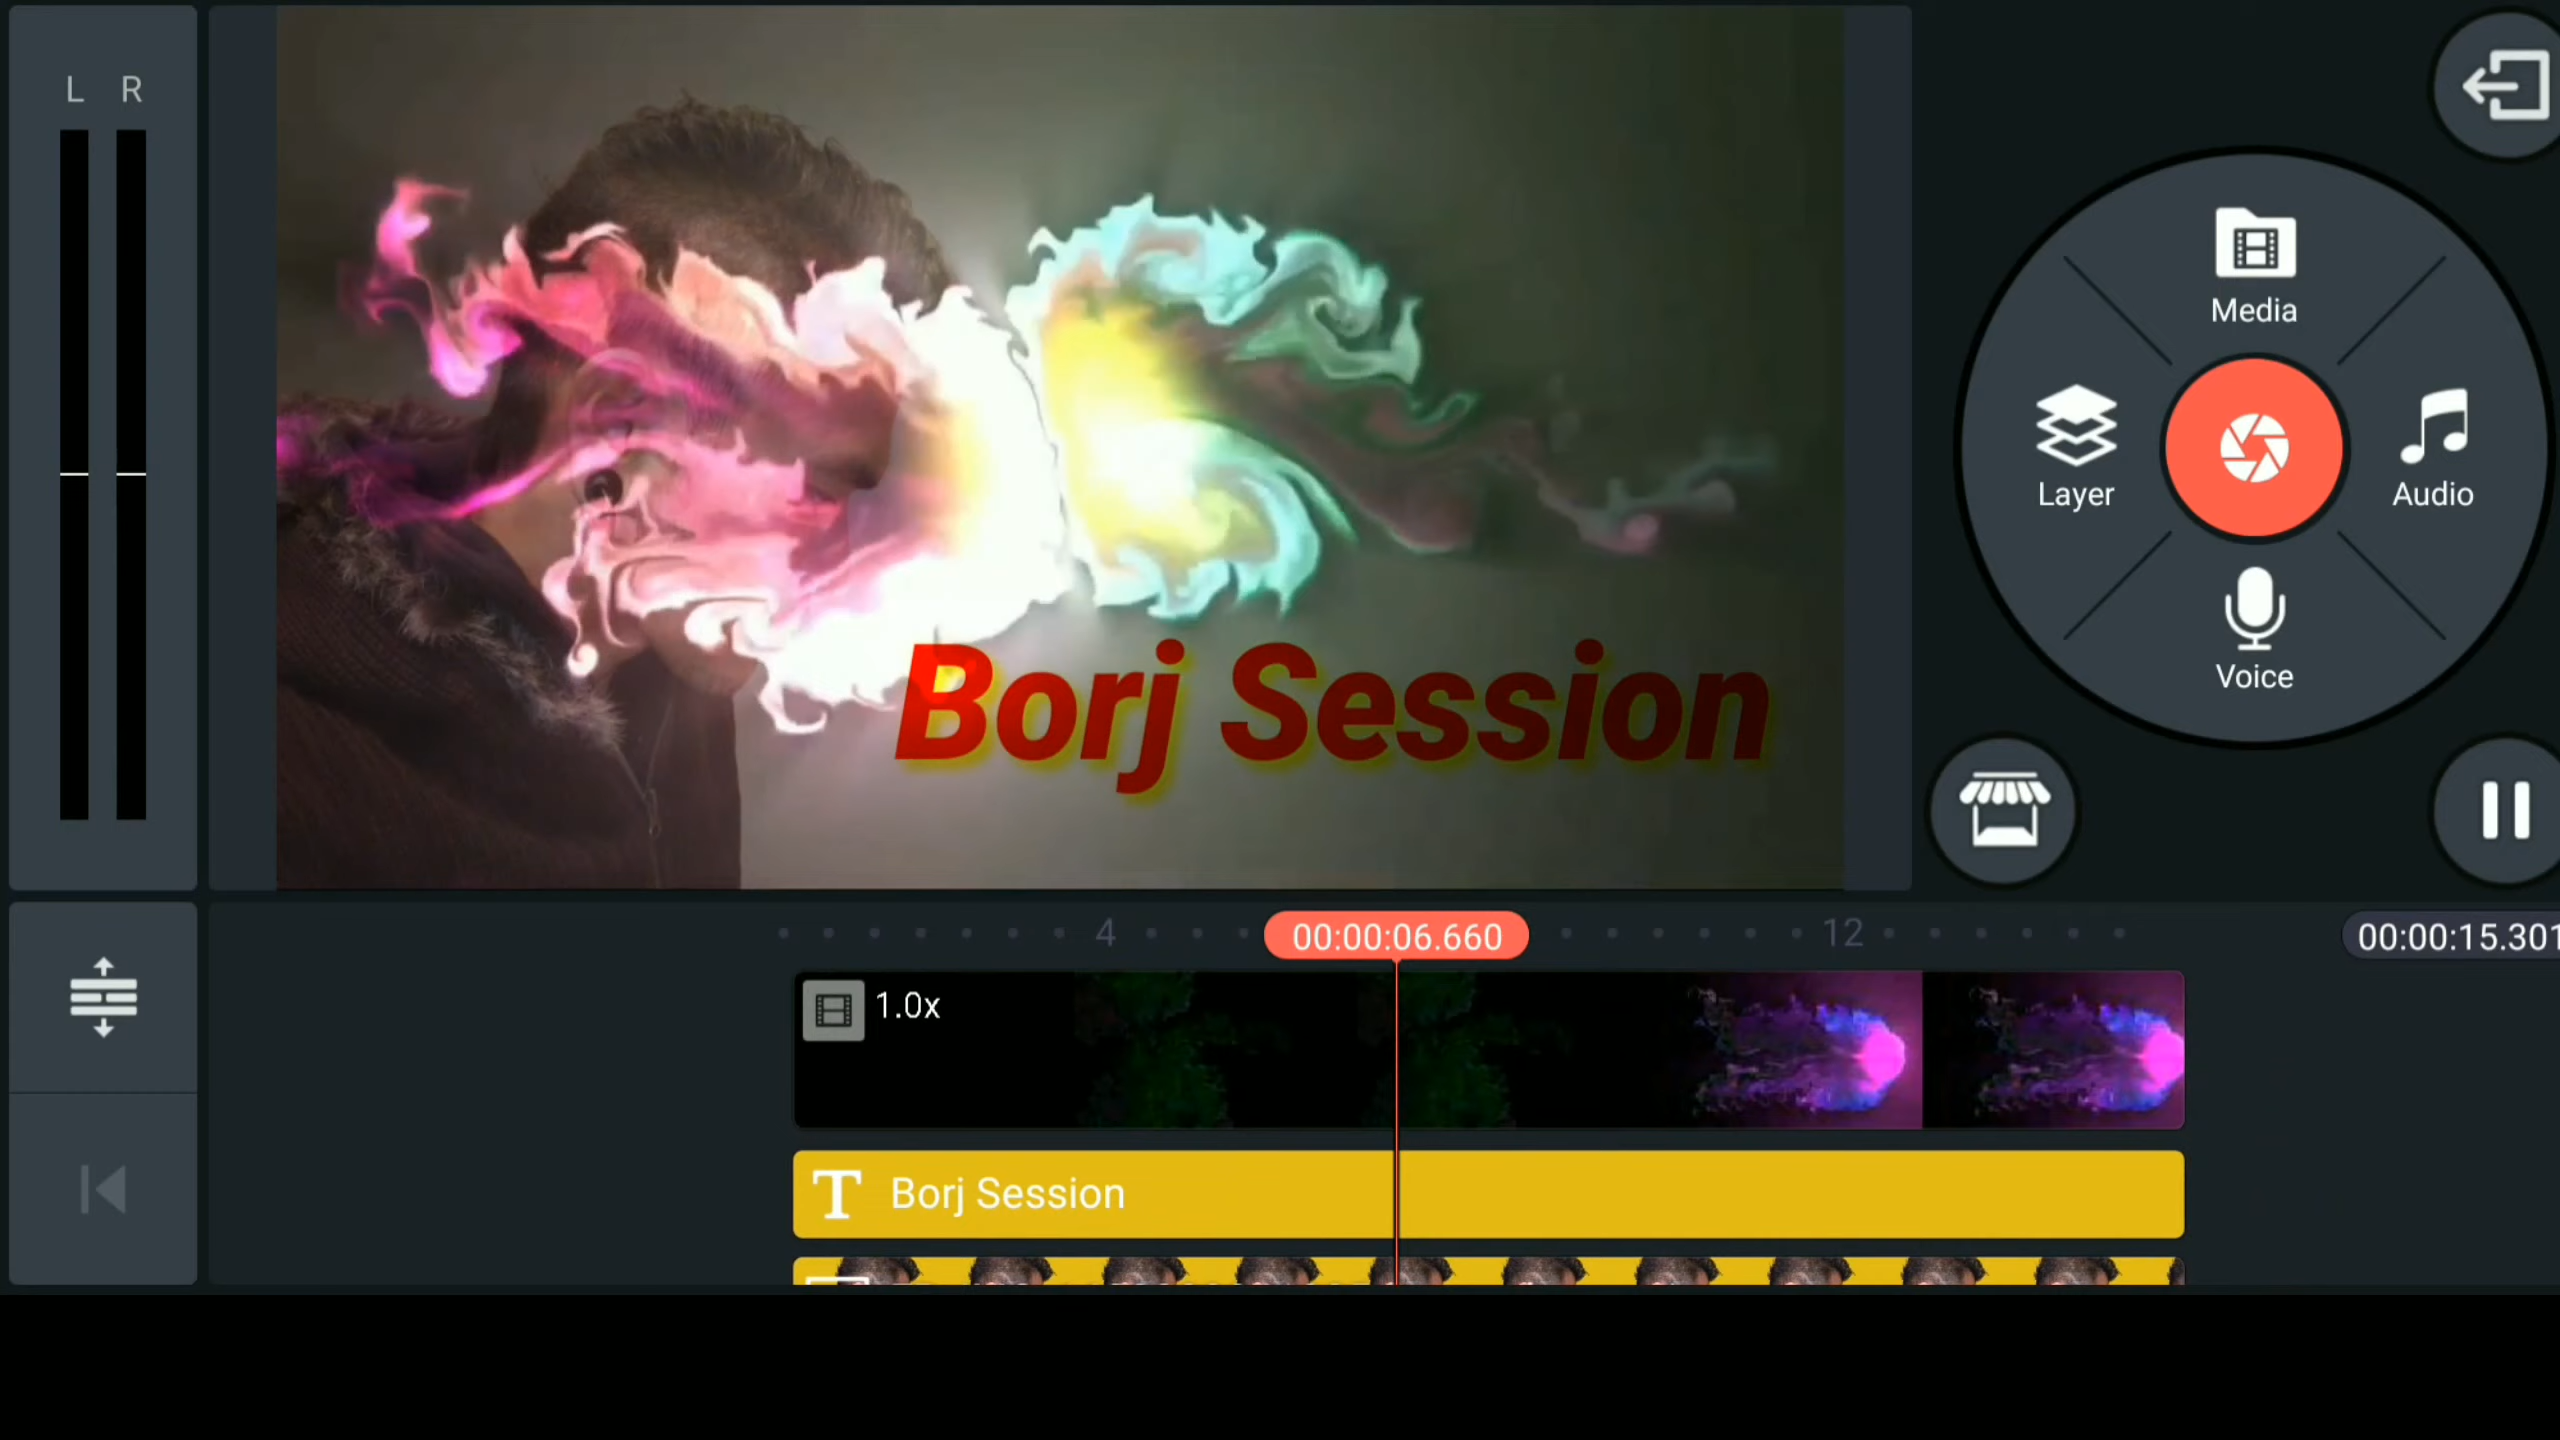 L R
Media
Layer
Audio
Voice
Borj Session
4
00:00:06.660
12
00:00:15.301
1.0x
T Borj Session